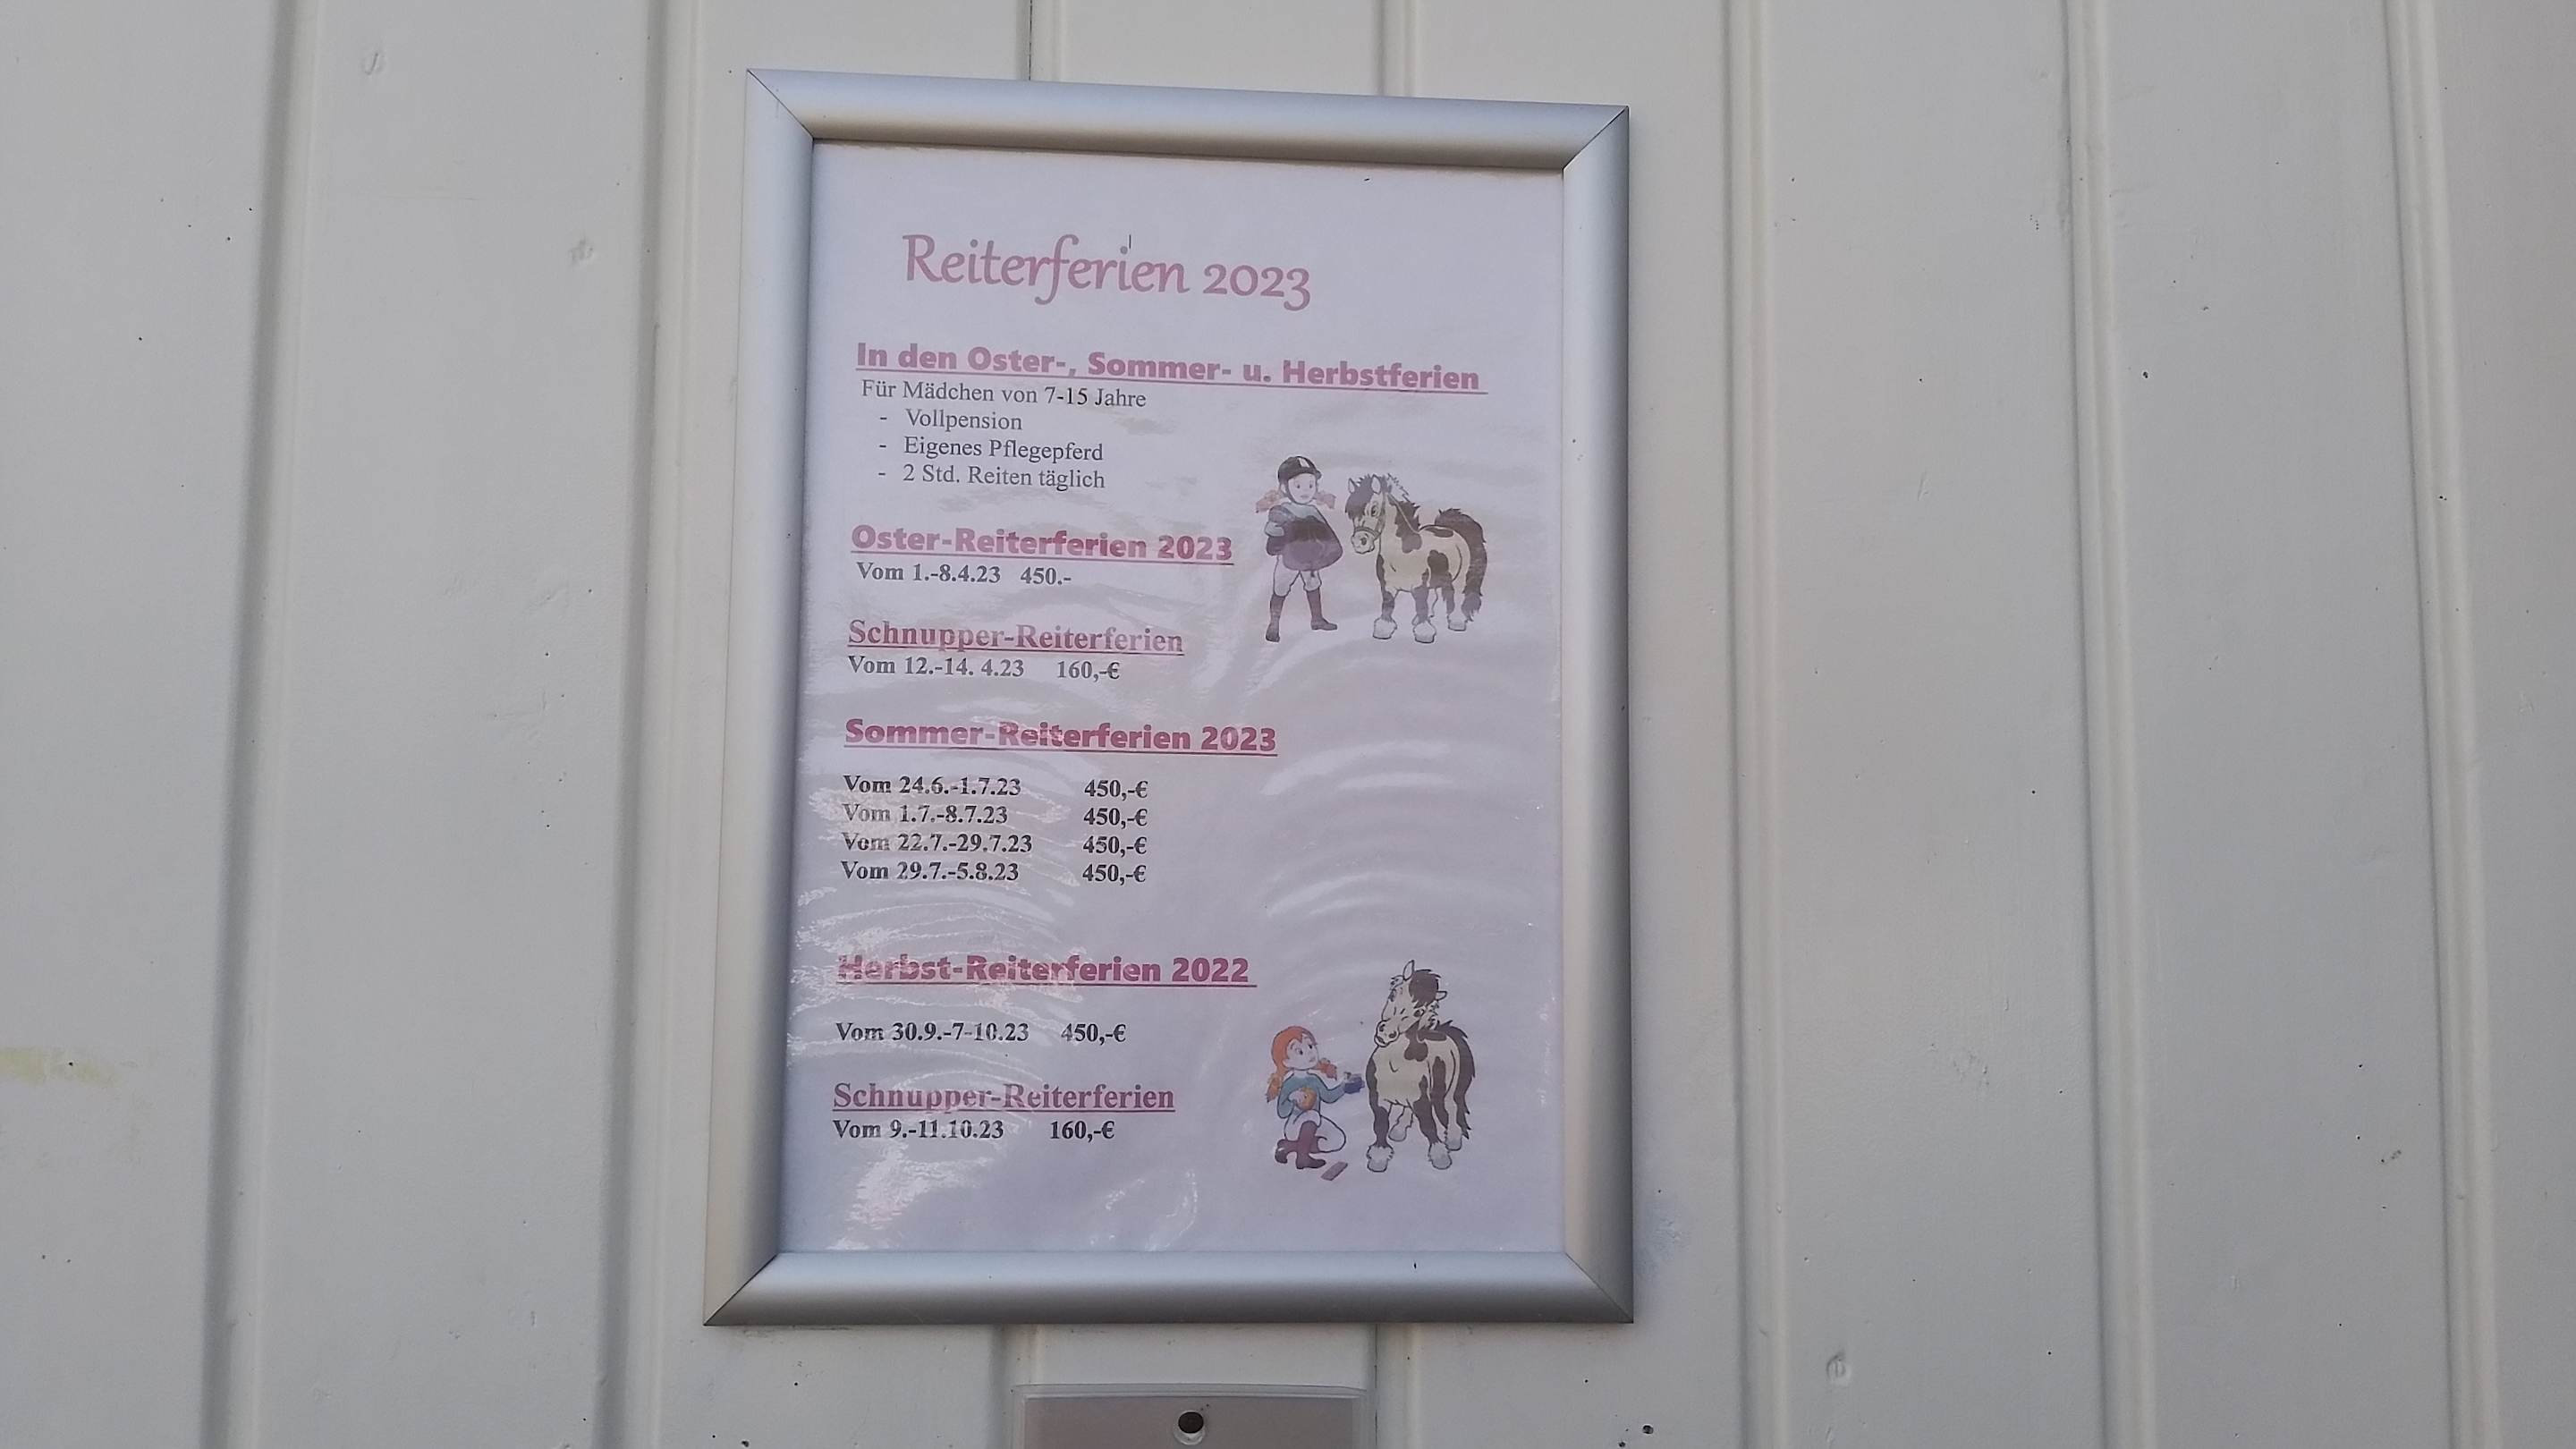 Reiterferien 2023
In den Oster-, Sommer- u. Herbstferien
Für Mädchen von 7-15 Jahre
- Vollpension
- Eigenes Pflegepferd
- 2 Std. Reiten täglich
Oster-Reiterferien 2023
Vom 1.-8.4.23 450.-
Schnupper-Reiterferien
Vom 12.-14. 4.23 160,-€
Sommer-Reiterferien 2023
Vom 24.6.-1.7.23 450,-€
Vom 1.7.-8.7.23 450,-€
Vom 22.7.-29.7.23 450,-€
Vom 29.7.-5.8.23 450,-€
Herbst-Reiterferien 2022
Vom 30.9.-7-10.23 450,-€
Schnupper-Reiterferien
Vom 9.-11.10.23 160,-€